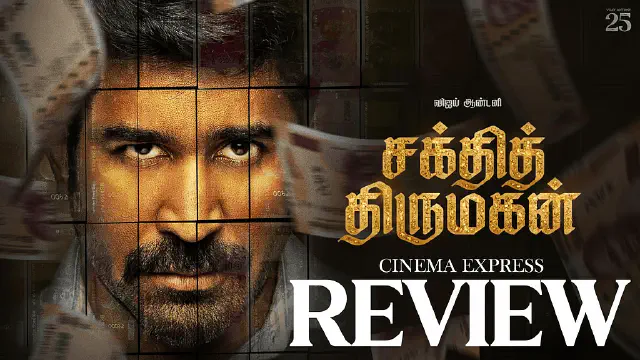 25
விஜய் ஆண்டனி
சக்தித்
திருமகன்
CINEMA EXPRESS
REVIEW